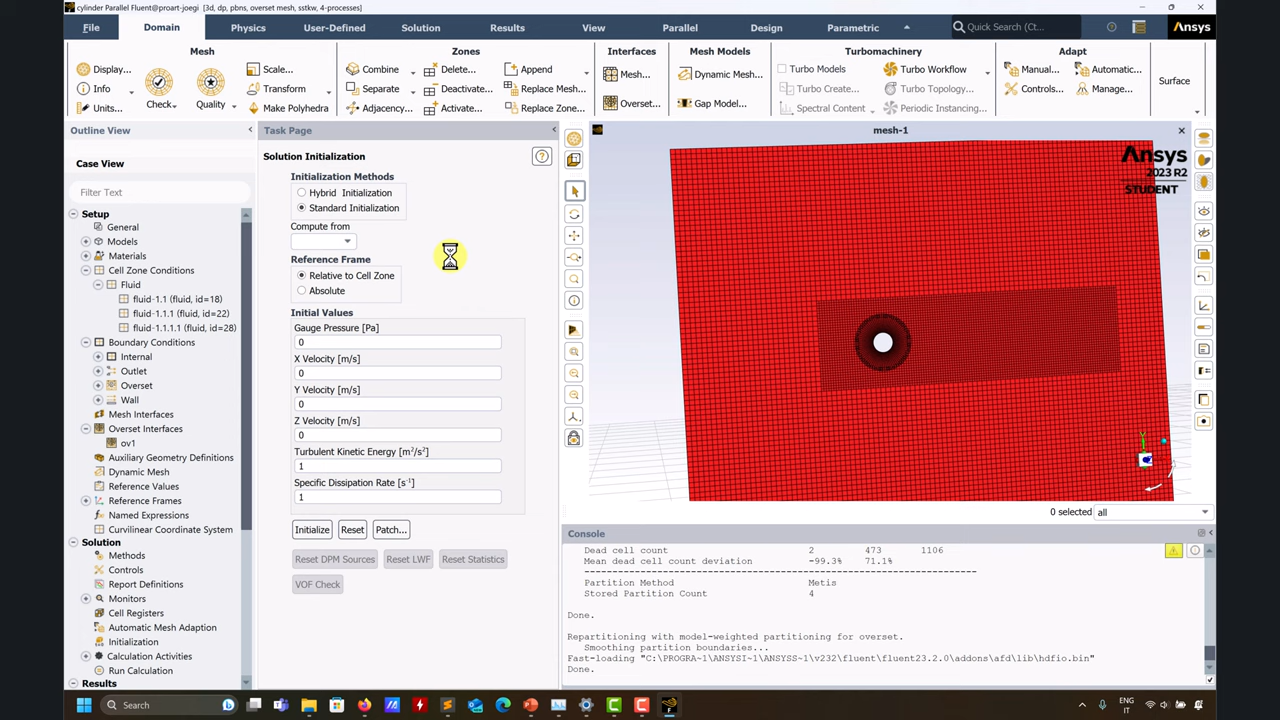 cylinder Parallel Fluent@proart-joegi [3d, dp, pbns, overset mesh, sstkw, 4-processes]
File Domain Physics User-Defined Solution Results View Parallel Design Parametric Quick Search (Ct... Ansys
Mesh Zones Interfaces Mesh Models Turbomachinery Adapt
Display... Scale... Combine Delete... Append Mesh... Dynamic Mesh... Turbo Models Turbo Workflow Manual... Automatic...
Info Check Quality Transform Separate Deactivate... Replace Mesh... Turbo Create... Turbo Topology... Controls... Manage... Surface
Units... Make Polyhedra Adjacency... Activate... Replace Zone... Overset... Gap Model... Spectral Content Periodic Instancing...
Outline View
Task Page
mesh-1
Case View
Filter Text
Setup
General
Models
Materials
Cell Zone Conditions
Fluid
fluid-1.1 (fluid, id=18)
fluid-1.1.1 (fluid, id=22)
fluid-1.1.1.1 (fluid, id=28)
Boundary Conditions
Internal
Outlet
Overset
Wall
Mesh Interfaces
Overset Interfaces
ov1
Auxiliary Geometry Definitions
Dynamic Mesh
Reference Values
Reference Frames
Named Expressions
Curvilinear Coordinate System
Solution
Methods
Controls
Report Definitions
Monitors
Cell Registers
Automatic Mesh Adaption
Initialization
Calculation Activities
Run Calculation
Results
Solution Initialization
Initialization Methods
Hybrid Initialization
Standard Initialization
Compute from
Reference Frame
Relative to Cell Zone
Absolute
Initial Values
Gauge Pressure [Pa]
0
X Velocity [m/s]
0
Y Velocity [m/s]
0
Z Velocity [m/s]
0
Turbulent Kinetic Energy [m²/s²]
1
Specific Dissipation Rate [s⁻¹]
1
Initialize Reset Patch...
Reset DPM Sources Reset LWF Reset Statistics
VOF Check
Ansys
2023 R2
STUDENT
Y
0 selected all
Console
Dead cell count 2 473 1106
Mean dead cell count deviation -99.3% 71.1%
Partition Method Metis
Stored Partition Count 4
Done.
Repartitioning with model-weighted partitioning for overset.
Smoothing partition boundaries...
Fast-loading "C:\PROGRA~1\ANSYSI~1\ANSYSS~1\v232\fluent\fluent23.2.0\addons\afd\lib\hdfio.bin"
Done.
Search
ENG
IT